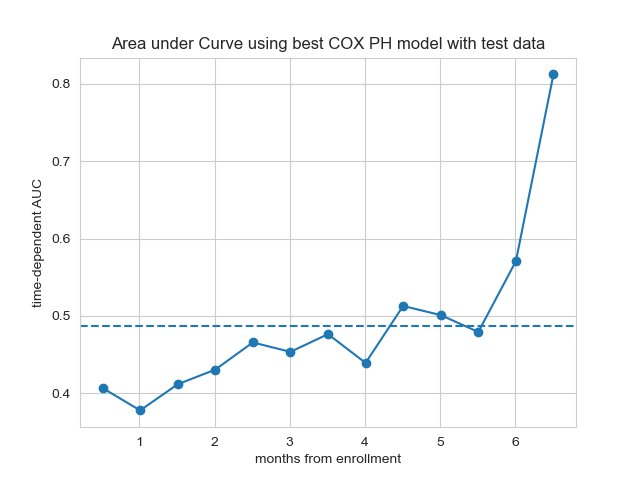 Area under Curve using best COX PH model with test data
time-dependent AUC
0.8
0.7
0.6
0.5
0.4
1 2 3 4 5 6
months from enrollment